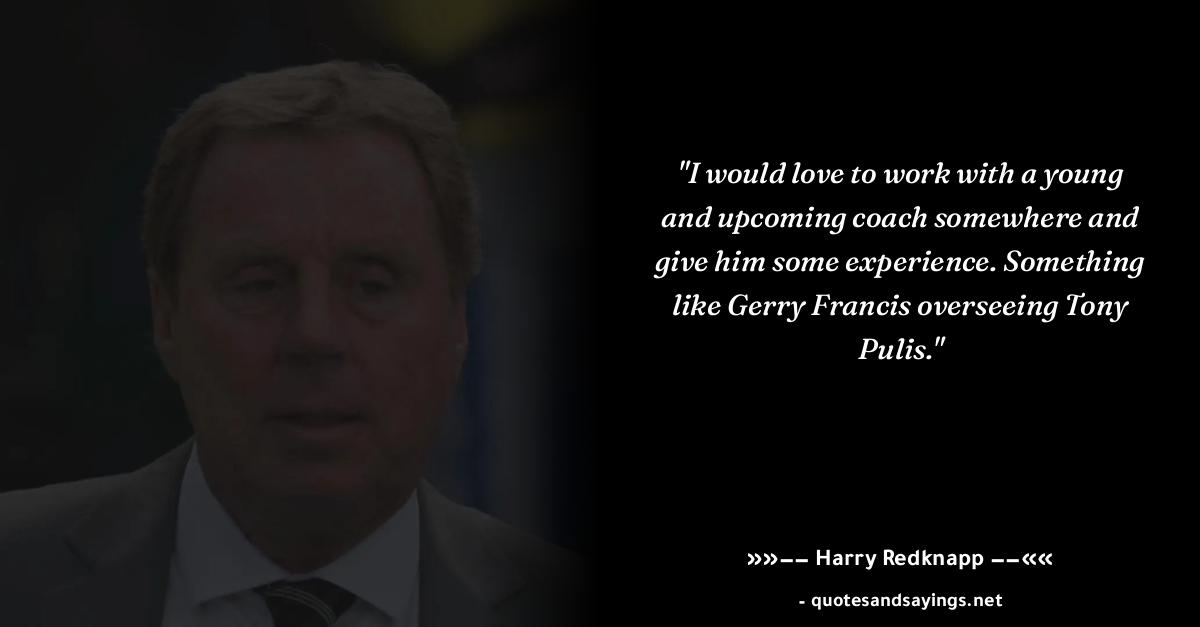 "I would love to work with a young
and upcoming coach somewhere and
give him some experience. Something
like Gerry Francis overseeing Tony
Pulis."
»»–– Harry Redknapp ––««
- quotesandsayings.net